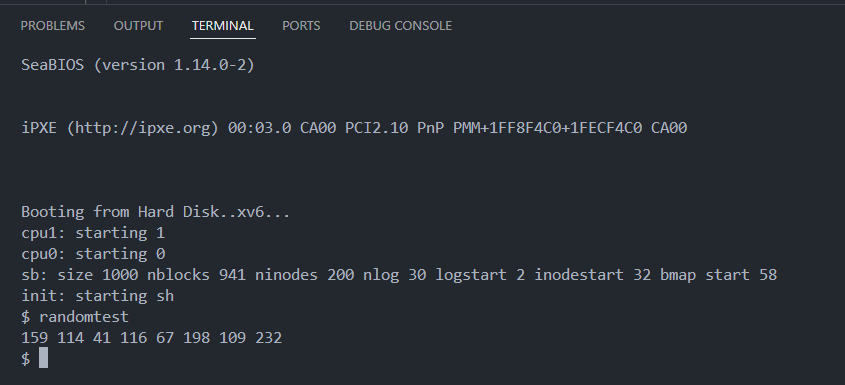 PROBLEMS OUTPUT TERMINAL PORTS DEBUG CONSOLE
SeaBIOS (version 1.14.0-2)
iPXE (http://ipxe.org) 00:03.0 CA00 PCI2.10 PnP PMM+1FF8F4C0+1FECF4C0 CA00
Booting from Hard Disk..xv6...
cpu1: starting 1
cpu0: starting 0
sb: size 1000 nblocks 941 ninodes 200 nlog 30 logstart 2 inodestart 32 bmap start 58
init: starting sh
$ randomtest
159 114 41 116 67 198 109 232
$